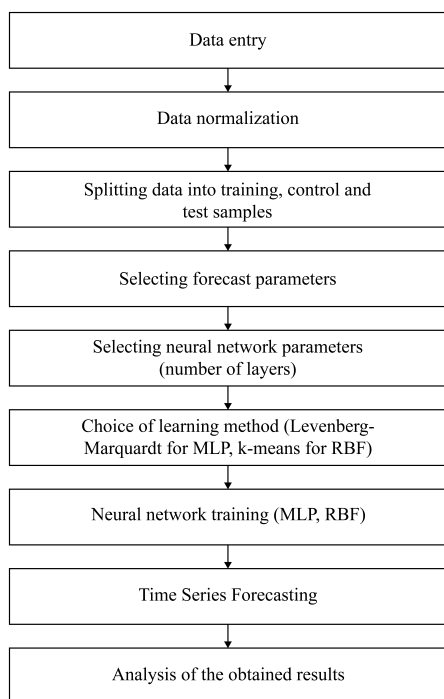 Data entry
Data normalization
Splitting data into training, control and
test samples
Selecting forecast parameters
Selecting neural network parameters
(number of layers)
Choice of learning method (Levenberg-
Marquardt for MLP, k-means for RBF)
Neural network training (MLP, RBF)
Time Series Forecasting
Analysis of the obtained results